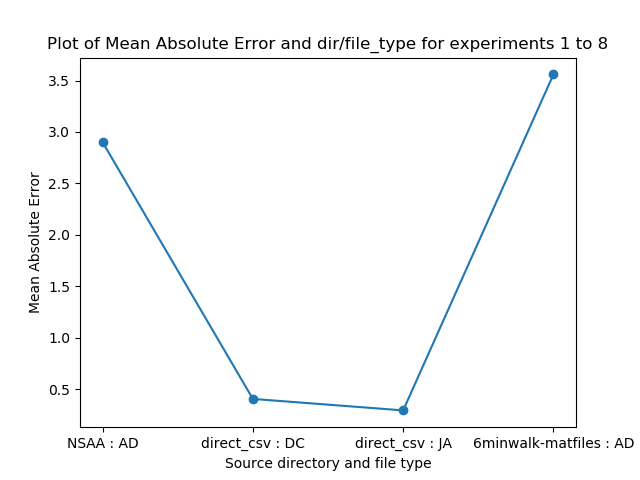 Plot of Mean Absolute Error and dir/file_type for experiments 1 to 8
3.5
3.0
2.5
2.0
1.5
1.0
0.5
Mean Absolute Error
NSAA : AD
direct_csv : DC
direct_csv : JA
6minwalk-matfiles : AD
Source directory and file type